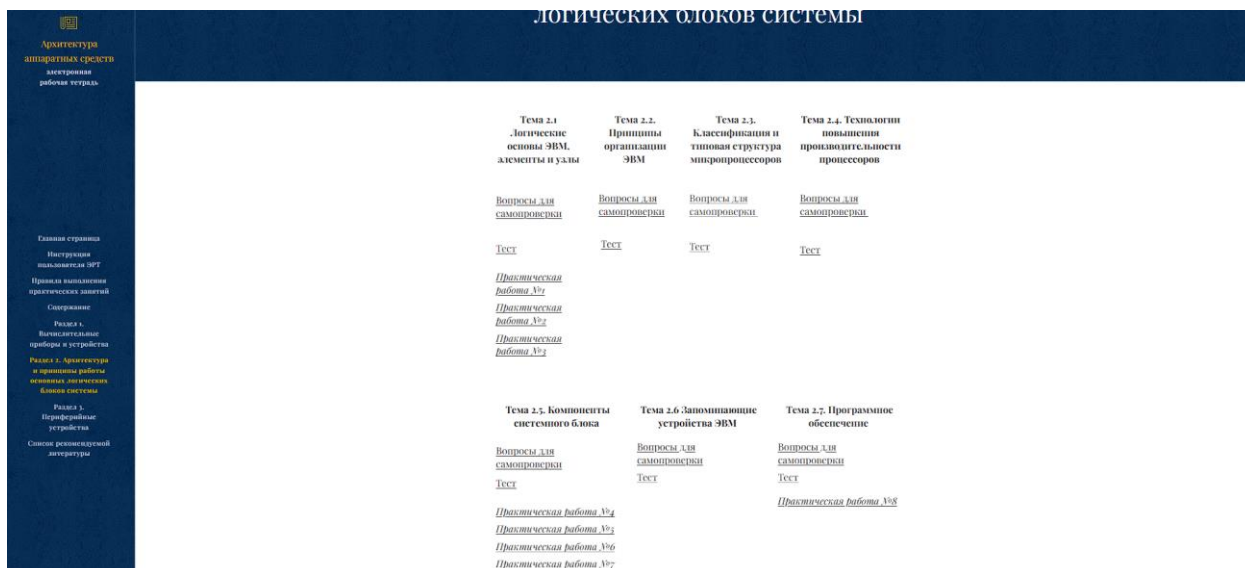 логических блоков системы
Архитектура
аппаратных средств
электронная
рабочая тетрадь
Главная страница
Инструкция
пользователя ЭРТ
Правила выполнения
практических занятий
Содержание
Раздел 1.
Вычислительные
приборы и устройства
Раздел 2. Архитектура
и принципы работы
основных логических
блоков системы
Раздел 3.
Периферийные
устройства
Список рекомендуемой
литературы
Тема 2.1
Логические
основы ЭВМ,
элементы и узлы
Вопросы для
самопроверки
Тест
Практическая
работа №1
Практическая
работа №2
Практическая
работа №3
Тема 2.2.
Принципы
организации
ЭВМ
Вопросы для
самопроверки
Тест
Тема 2.3.
Классификация и
типовая структура
микропроцессоров
Вопросы для
самопроверки
Тест
Тема 2.4. Технологии
повышения
производительности
процессоров
Вопросы для
самопроверки
Тест
Тема 2.5. Компоненты
системного блока
Вопросы для
самопроверки
Тест
Практическая работа №4
Практическая работа №5
Практическая работа №6
Практическая работа №7
Тема 2.6 Запоминающие
устройства ЭВМ
Вопросы для
самопроверки
Тест
Тема 2.7. Программное
обеспечение
Вопросы для
самопроверки
Тест
Практическая работа №8